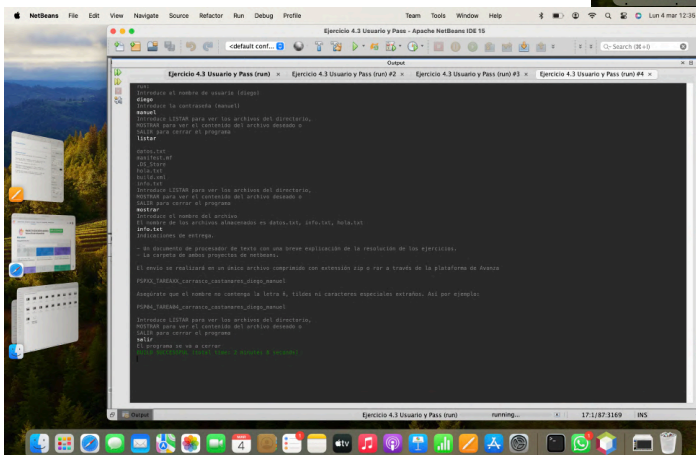 NetBeans File Edit View Navigate Source Refactor Run Debug Profile Team Tools Window Help Lun 4 mar 12:35
Ejercicio 4.3 Usuario y Pass - Apache NetBeans IDE 15
<default conf... Search (⌘+I)
Output
Ejercicio 4.3 Usuario y Pass (run) × Ejercicio 4.3 Usuario y Pass (run) #2 × Ejercicio 4.3 Usuario y Pass (run) #3 × Ejercicio 4.3 Usuario y Pass (run) #4 ×
run:
Introduce el nombre de usuario (diego)
diego
Introduce la contraseña (manuel)
manuel
Introduce LISTAR para ver los archivos del directorio,
MOSTRAR para ver el contenido del archivo deseado o
SALIR para cerrar el programa
listar
datos.txt
manifest.mf
.DS_Store
hola.txt
build.xml
info.txt
Introduce LISTAR para ver los archivos del directorio,
MOSTRAR para ver el contenido del archivo deseado o
SALIR para cerrar el programa
mostrar
Introduce el nombre del archivo
El nombre de los archivos almacenados es datos.txt, info.txt, hola.txt
info.txt
Indicaciones de entrega.
- Un documento de procesador de texto con una breve explicación de la resolución de los ejercicios.
- La carpeta de ambos proyectos de netbeans.
El envío se realizará en un único archivo comprimido con extensión zip o rar a través de la plataforma de Avanza
Asegúrate que el nombre no contenga la letra ñ, tildes ni caracteres especiales extraños. Así por ejemplo:
Introduce LISTAR para ver los archivos del directorio,
MOSTRAR para ver el contenido del archivo deseado o
SALIR para cerrar el programa
salir
El programa se va a cerrar
BUILD SUCCESSFUL (total time:
Output Ejercicio 4.3 Usuario y Pass (run) running... 17:1/87:3169 INS
4
tv